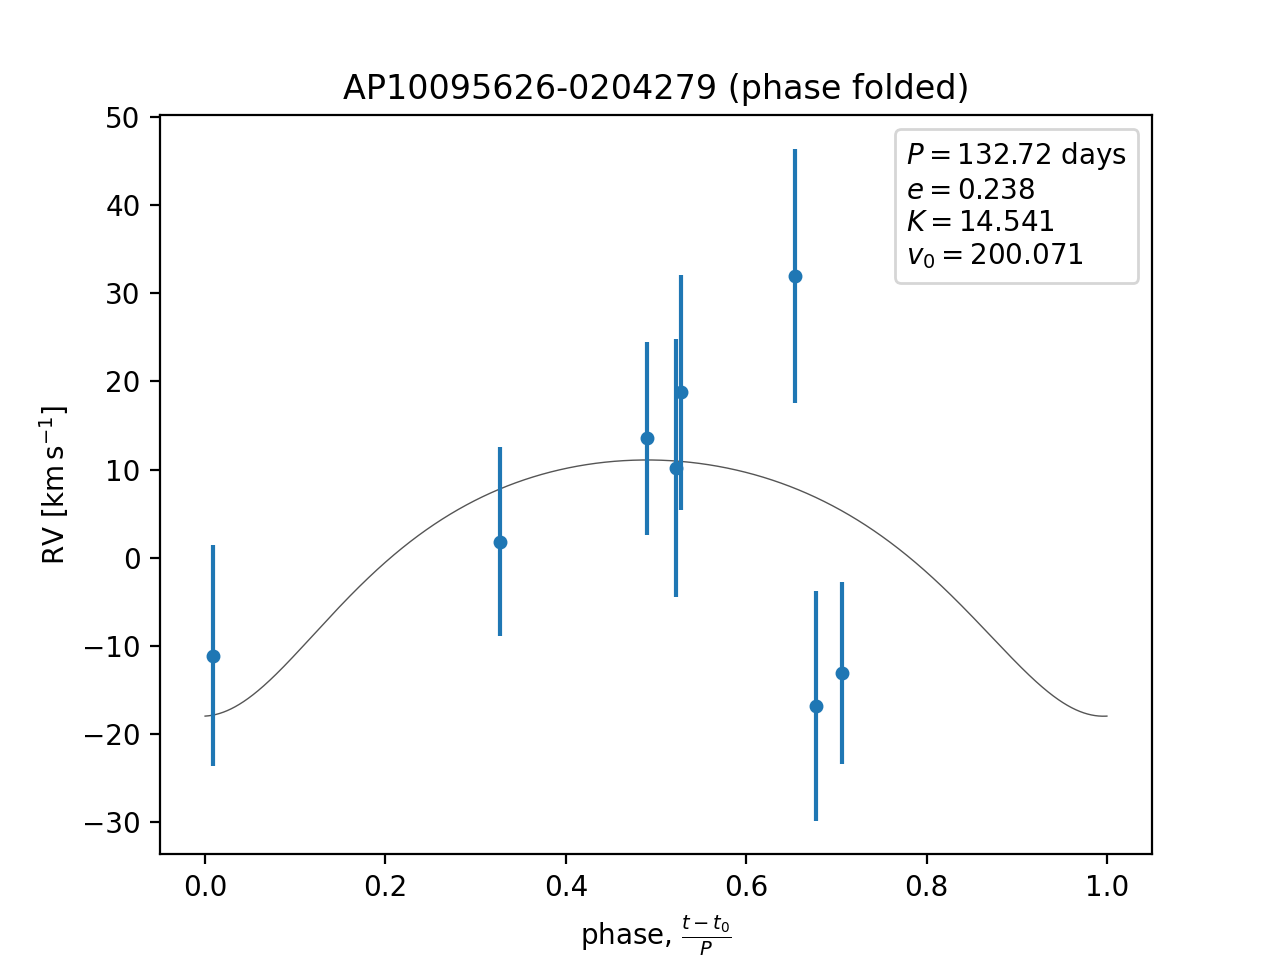 AP10095626-0204279 (phase folded)
P = 132.72 days
e = 0.238
K = 14.541
v₀ = 200.071
50
40
30
20
10
0
−10
−20
−30
RV [km s⁻¹]
0.0 0.2 0.4 0.6 0.8 1.0
phase, (t − t₀)/P